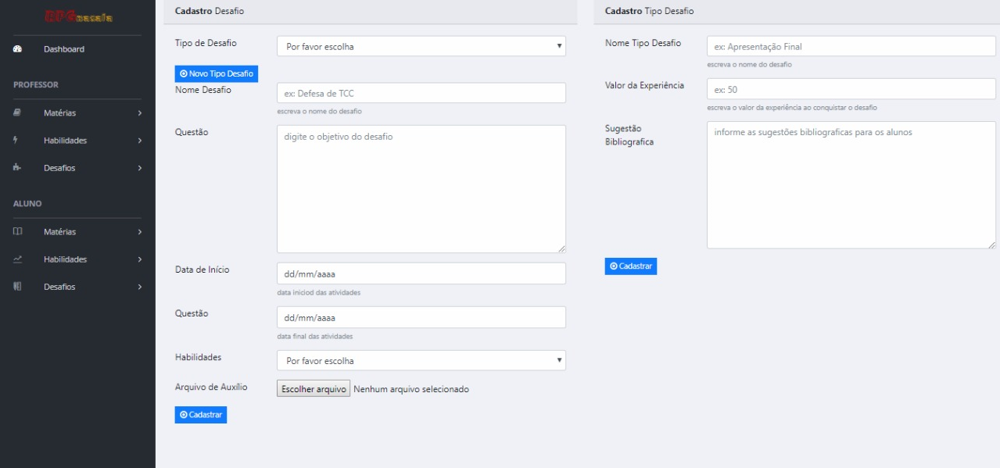 RPGnaSala
Dashboard
PROFESSOR
Matérias
Habilidades
Desafios
ALUNO
Matérias
Habilidades
Desafios
Cadastro Desafio
Tipo de Desafio
Por favor escolha
Novo Tipo Desafio
Nome Desafio
ex: Defesa de TCC
escreva o nome do desafio
Questão
digite o objetivo do desafio
Data de Início
dd/mm/aaaa
data iniciod das atividades
Questão
dd/mm/aaaa
data final das atividades
Habilidades
Por favor escolha
Arquivo de Auxílio
Escolher arquivo Nenhum arquivo selecionado
Cadastrar
Cadastro Tipo Desafio
Nome Tipo Desafio
ex: Apresentação Final
escreva o nome do desafio
Valor da Experiência
ex: 50
escreva o valor da experiência ao conquistar o desafio
Sugestão
Bibliografica
informe as sugestões bibliograficas para os alunos
Cadastrar